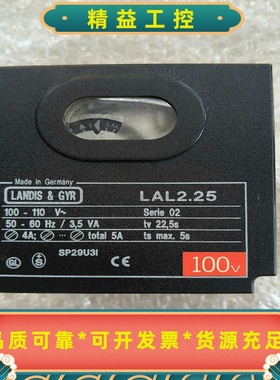 精益工控
Made in Germany
LANDIS & GYR LAL2.25
100 - 110 V~ Serie 02
50 - 60 Hz / 3,5 VA tv 22,5s
4A; ... total 5A ts max. 5s
SP29U3I CE 100v
品质可靠*可开发票*货源充足